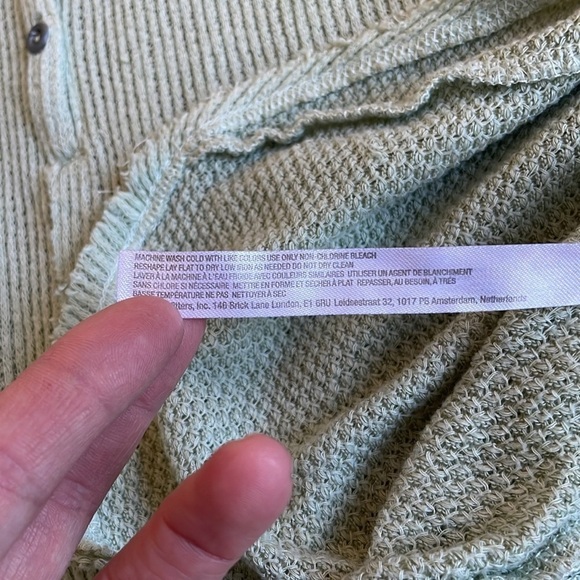 MACHINE WASH COLD WITH LIKE COLORS USE ONLY NON-CHLORINE BLEACH
RESHAPE LAY FLAT TO DRY LOW IRON AS NEEDED DO NOT DRY CLEAN
LAVER À LA MACHINE À L'EAU FROIDE AVEC COULEURS SIMILAIRES UTILISER UN AGENT DE BLANCHIMENT
SANS CHLORE SI NÉCESSAIRE METTRE EN FORME ET SÉCHER À PLAT REPASSER, AU BESOIN, À TRÈS
BASSE TEMPÉRATURE NE PAS NETTOYER À SEC
tters, Inc. 146 Brick Lane London, E1 6RU Leidsestraat 32, 1017 PB Amsterdam, Netherlands